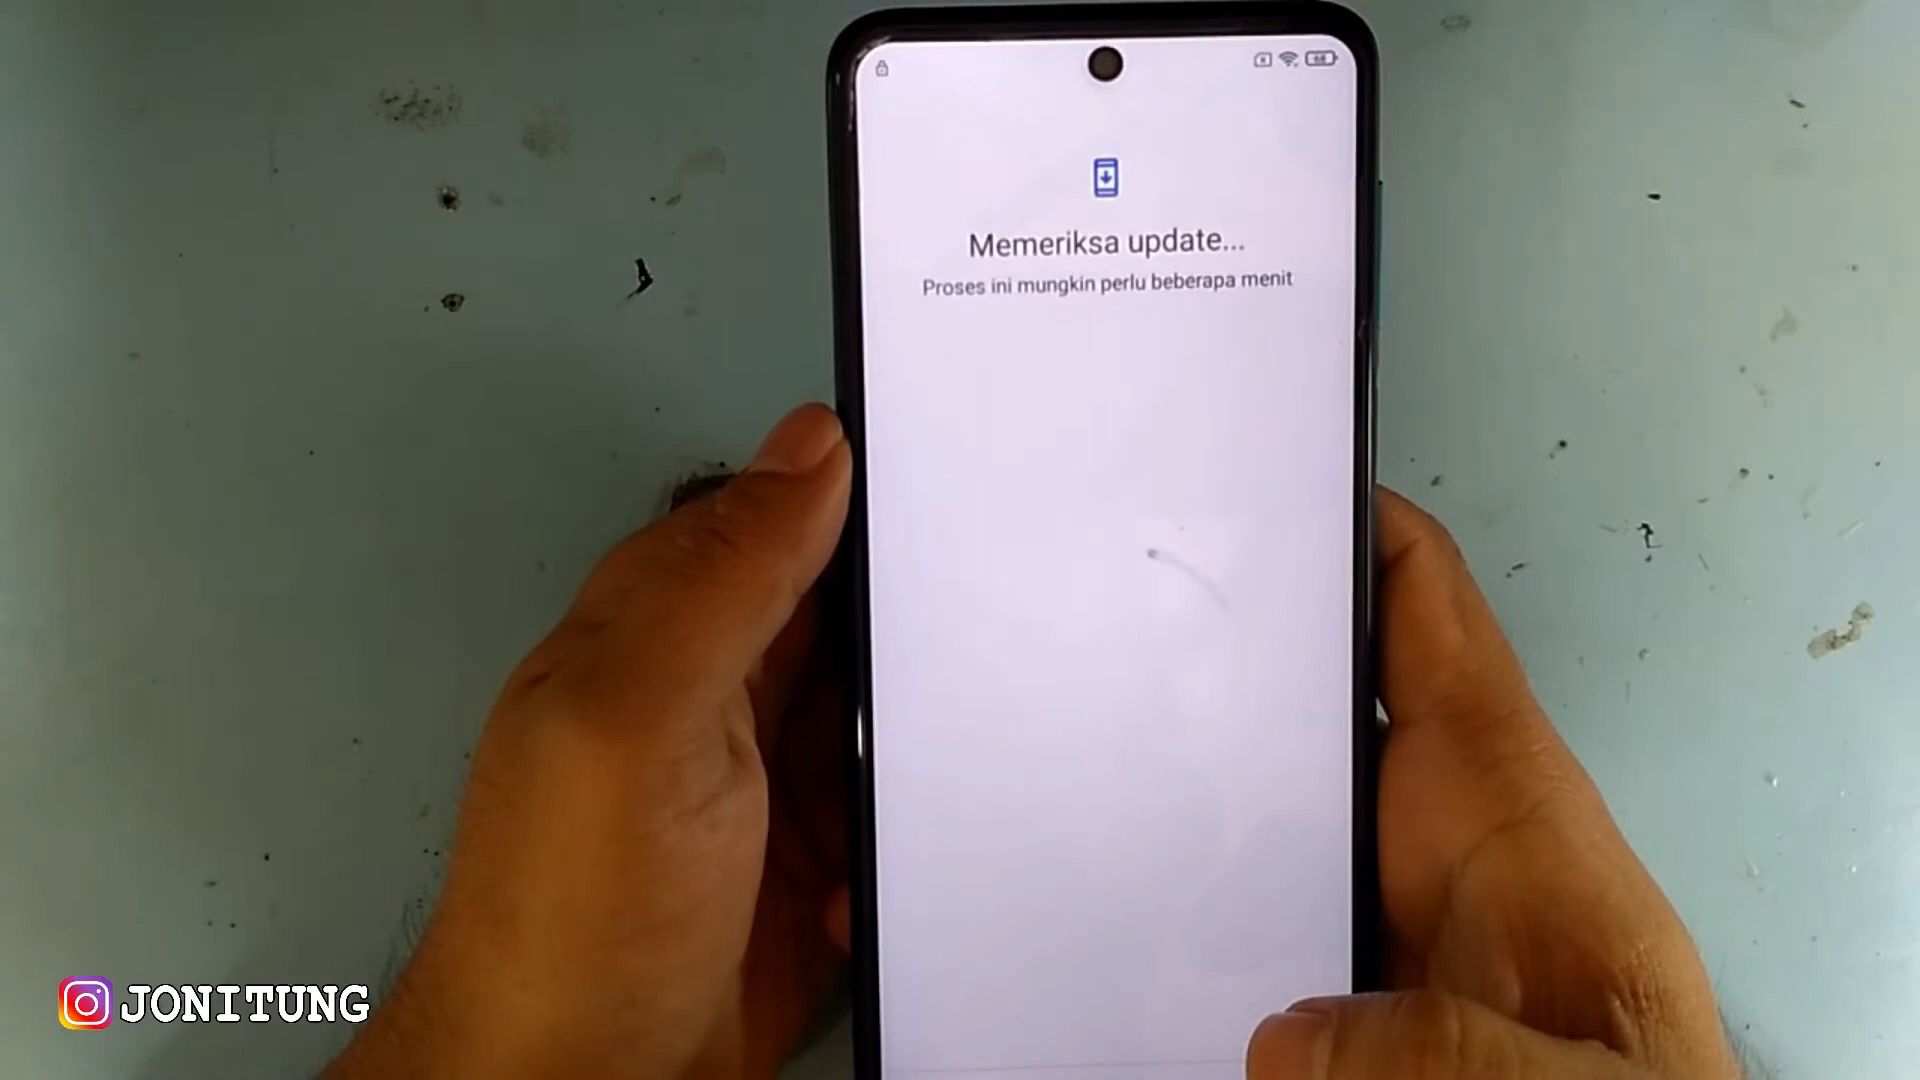 Memeriksa update...
Proses ini mungkin perlu beberapa menit
JONITUNG